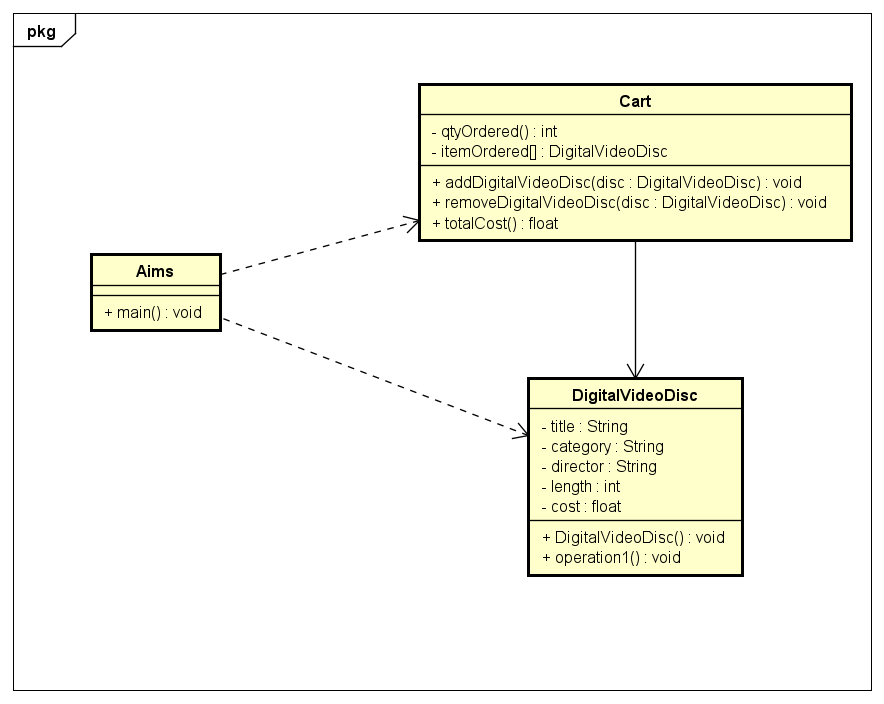 pkg
Cart
- qtyOrdered() : int
- itemOrdered[] : DigitalVideoDisc
+ addDigitalVideoDisc(disc : DigitalVideoDisc) : void
+ removeDigitalVideoDisc(disc : DigitalVideoDisc) : void
+ totalCost() : float
Aims
+ main() : void
DigitalVideoDisc
- title : String
- category : String
- director : String
- length : int
- cost : float
+ DigitalVideoDisc() : void
+ operation1() : void